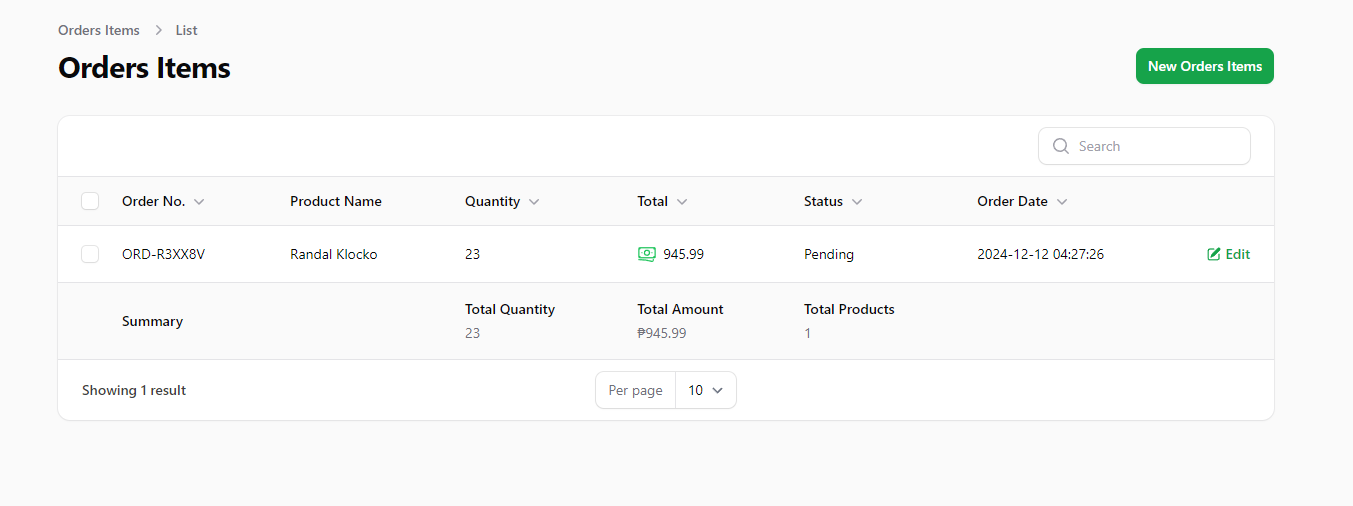 Orders Items > List
Orders Items
New Orders Items
Search
Order No. Product Name Quantity Total Status Order Date
ORD-R3XX8V Randal Klocko 23 945.99 Pending 2024-12-12 04:27:26 Edit
Summary
Total Quantity Total Amount Total Products
23 ₱945.99 1
Showing 1 result Per page 10